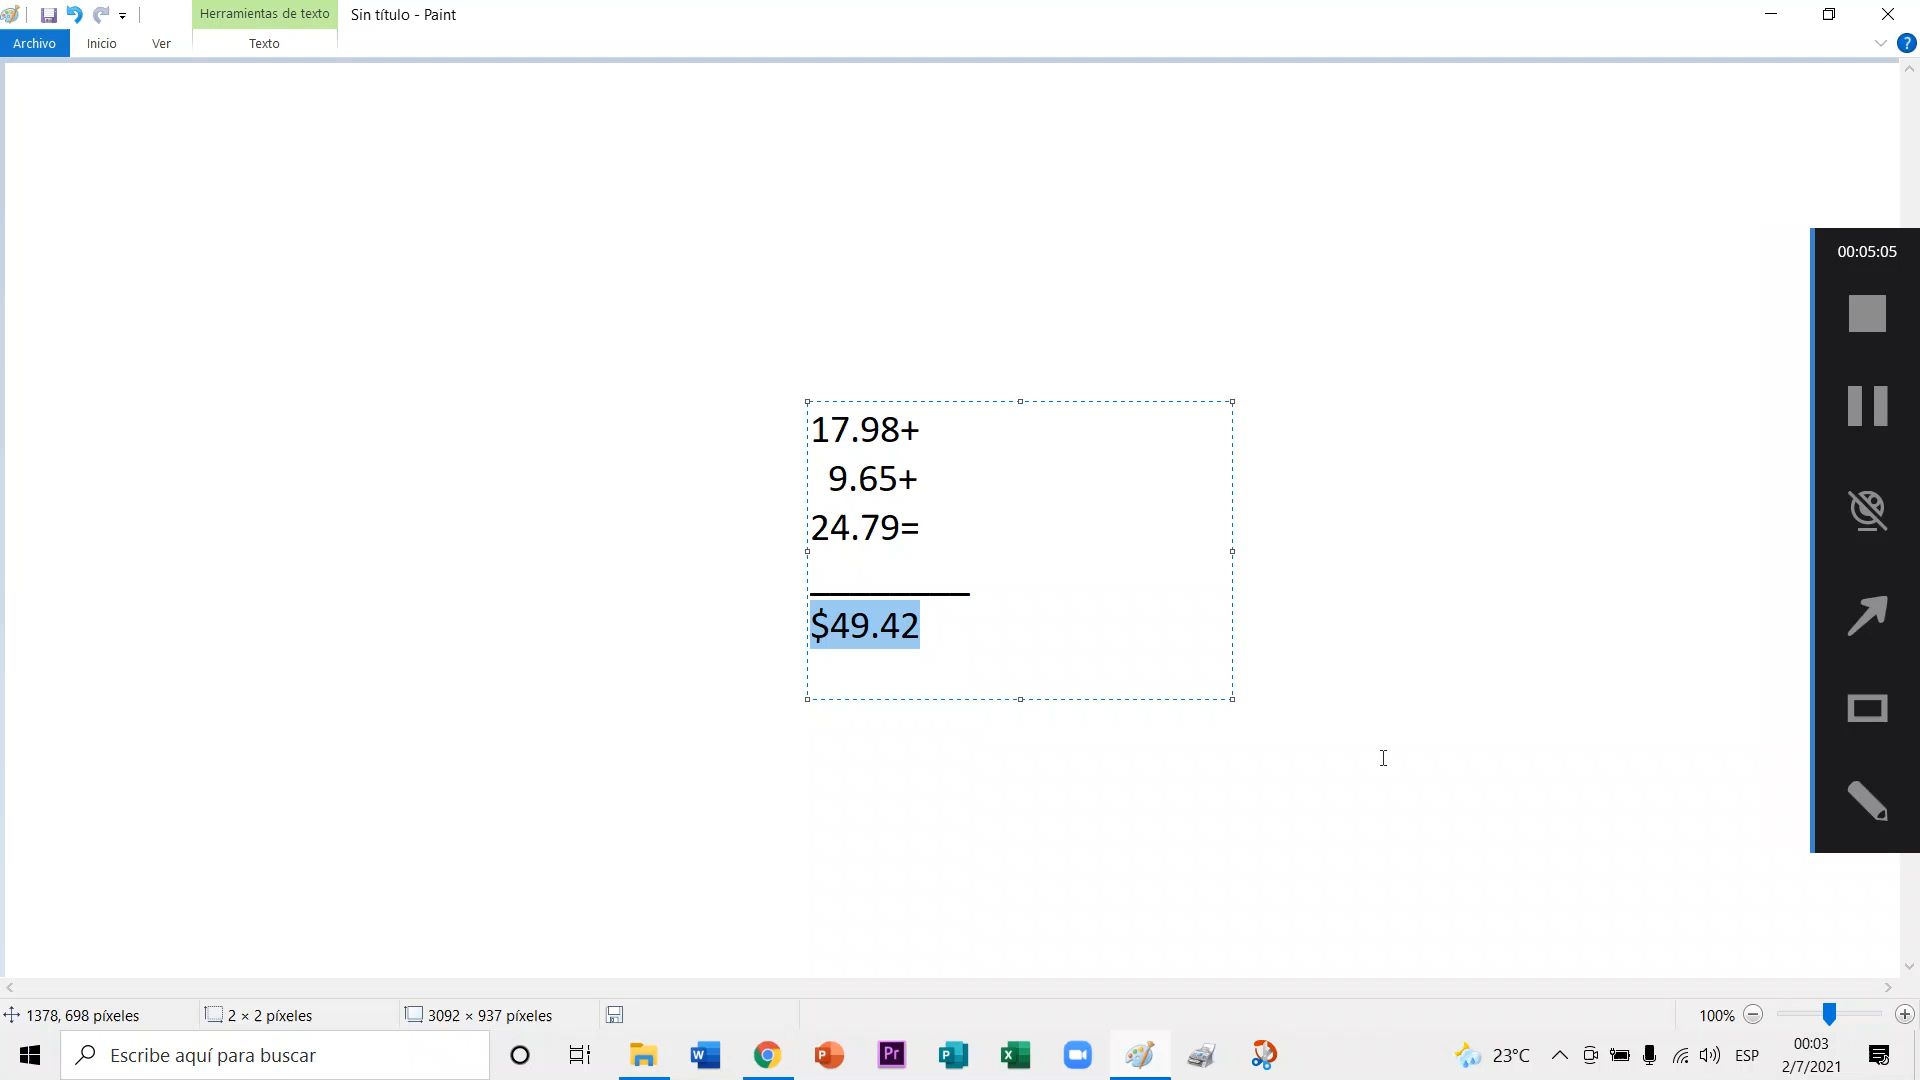 Herramientas de texto
Sin título - Paint
Archivo
Inicio
Ver
Texto
?
00:05:05
17.98+
9.65+
24.79=
________
$49.42
1378, 698 píxeles
2 × 2 píxeles
3092 × 937 píxeles
100%
Escribe aquí para buscar
W
P
Pr
P
X
23°C
ESP
00:03
2/7/2021